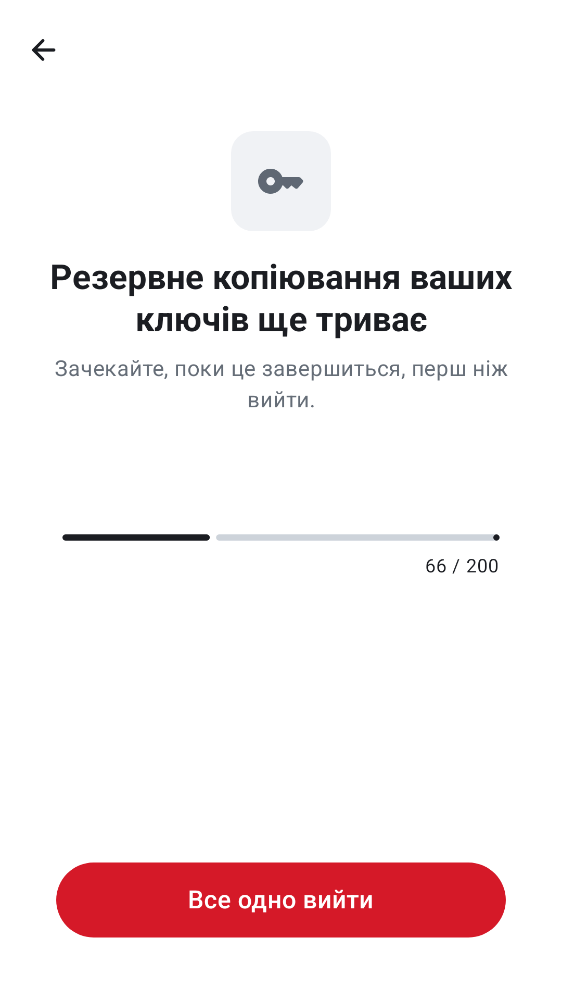 Резервне копіювання ваших
ключів ще триває
Зачекайте, поки це завершиться, перш ніж
вийти.
66 / 200
Все одно вийти